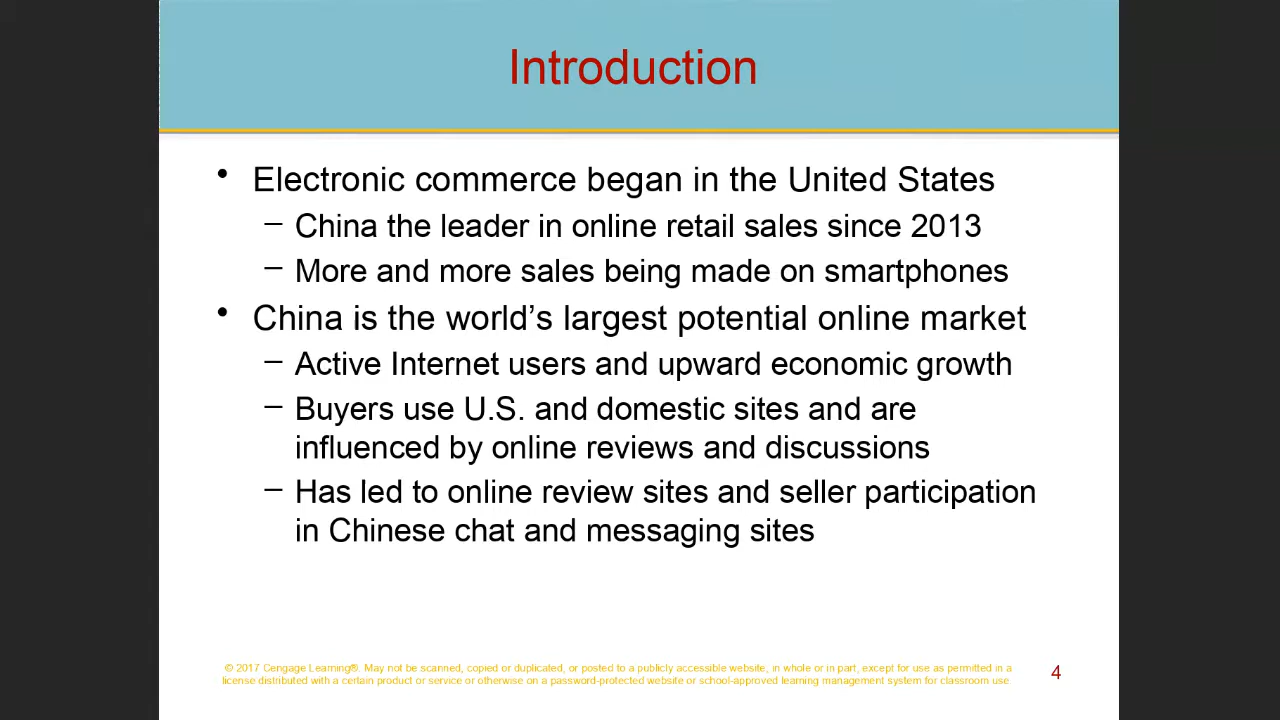 Introduction
• Electronic commerce began in the United States
– China the leader in online retail sales since 2013
– More and more sales being made on smartphones
• China is the world’s largest potential online market
– Active Internet users and upward economic growth
– Buyers use U.S. and domestic sites and are
influenced by online reviews and discussions
– Has led to online review sites and seller participation
in Chinese chat and messaging sites
© 2017 Cengage Learning®. May not be scanned, copied or duplicated, or posted to a publicly accessible website, in whole or in part, except for use as permitted in a
license distributed with a certain product or service or otherwise on a password-protected website or school-approved learning management system for classroom use
4